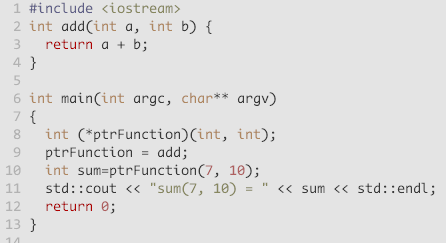 1 #include <iostream>
2 int add(int a, int b) {
3   return a + b;
4 }
5
6 int main(int argc, char** argv)
7 {
8   int (*ptrFunction)(int, int);
9   ptrFunction = add;
10   int sum=ptrFunction(7, 10);
11   std::cout << "sum(7, 10) = " << sum << std::endl;
12   return 0;
13 }
14